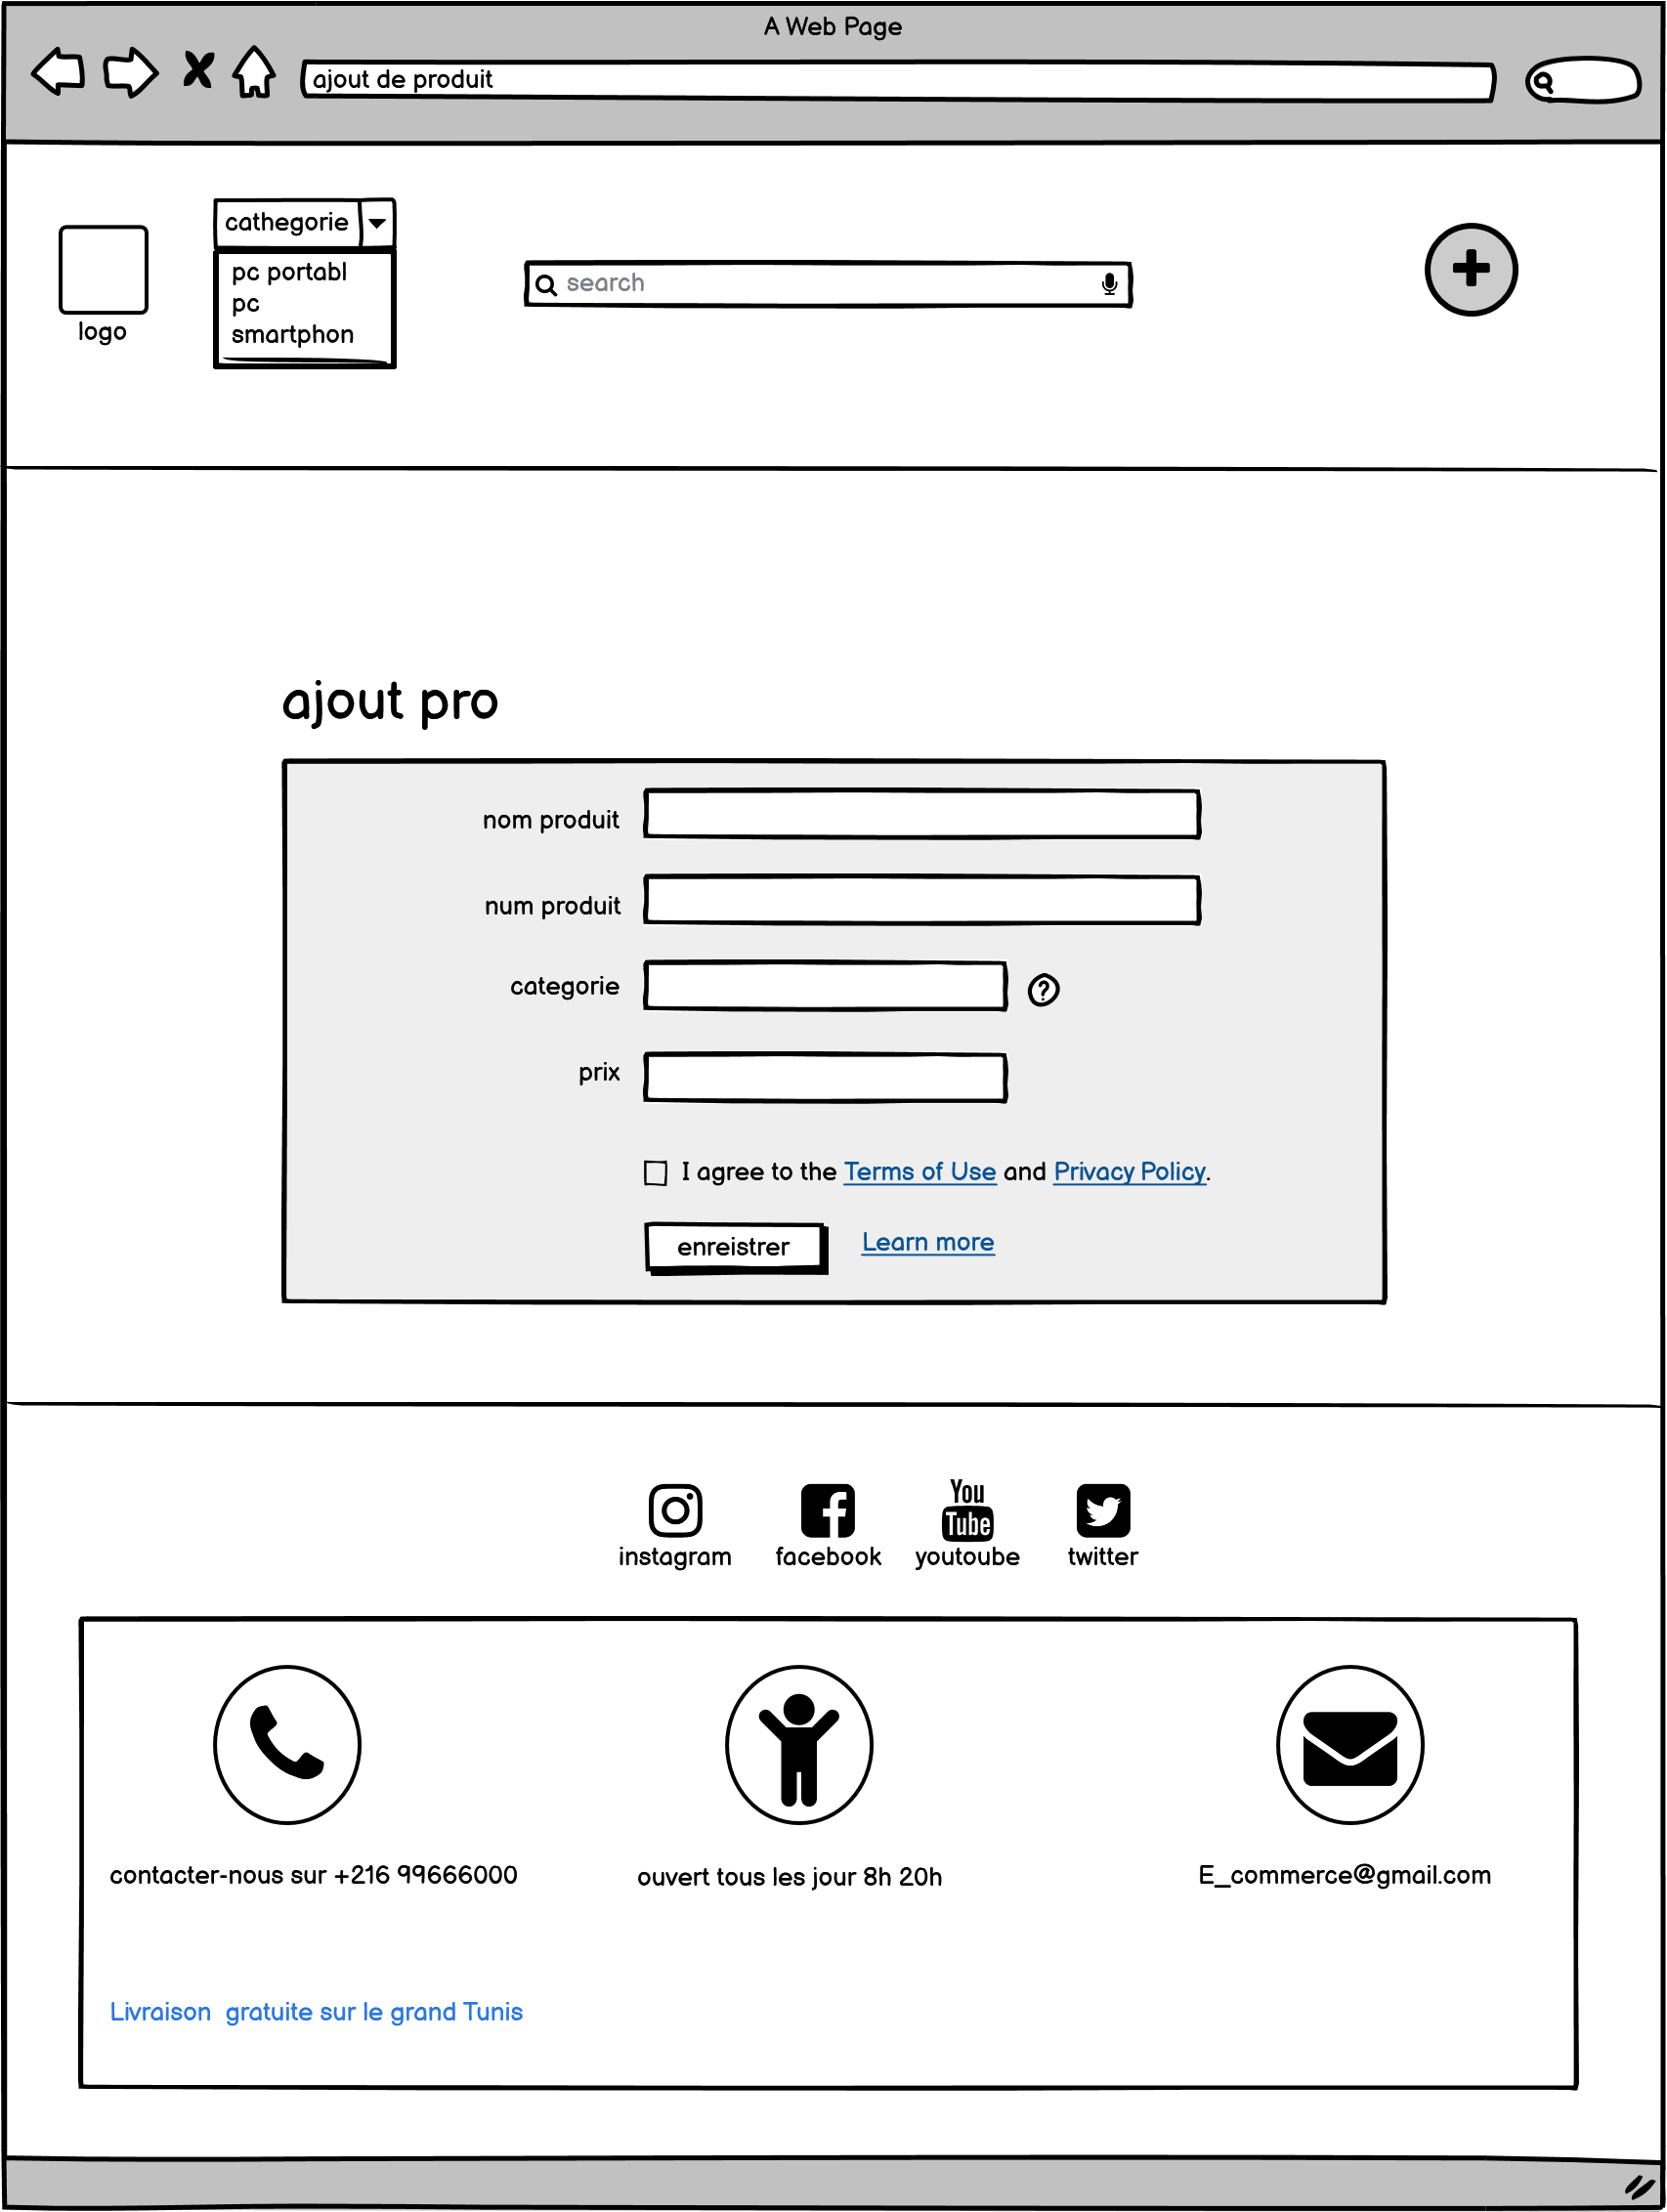 A Web Page
ajout de produit
cathegorie
pc portabl
pc
smartphon
logo
search
ajout pro
nom produit
num produit
categorie
?
prix
I agree to the Terms of Use and Privacy Policy.
enreistrer Learn more
You
Tube
instagram facebook youtoube twitter
contacter-nous sur +216 99666000
ouvert tous les jour 8h 20h
E_commerce@gmail.com
Livraison gratuite sur le grand Tunis